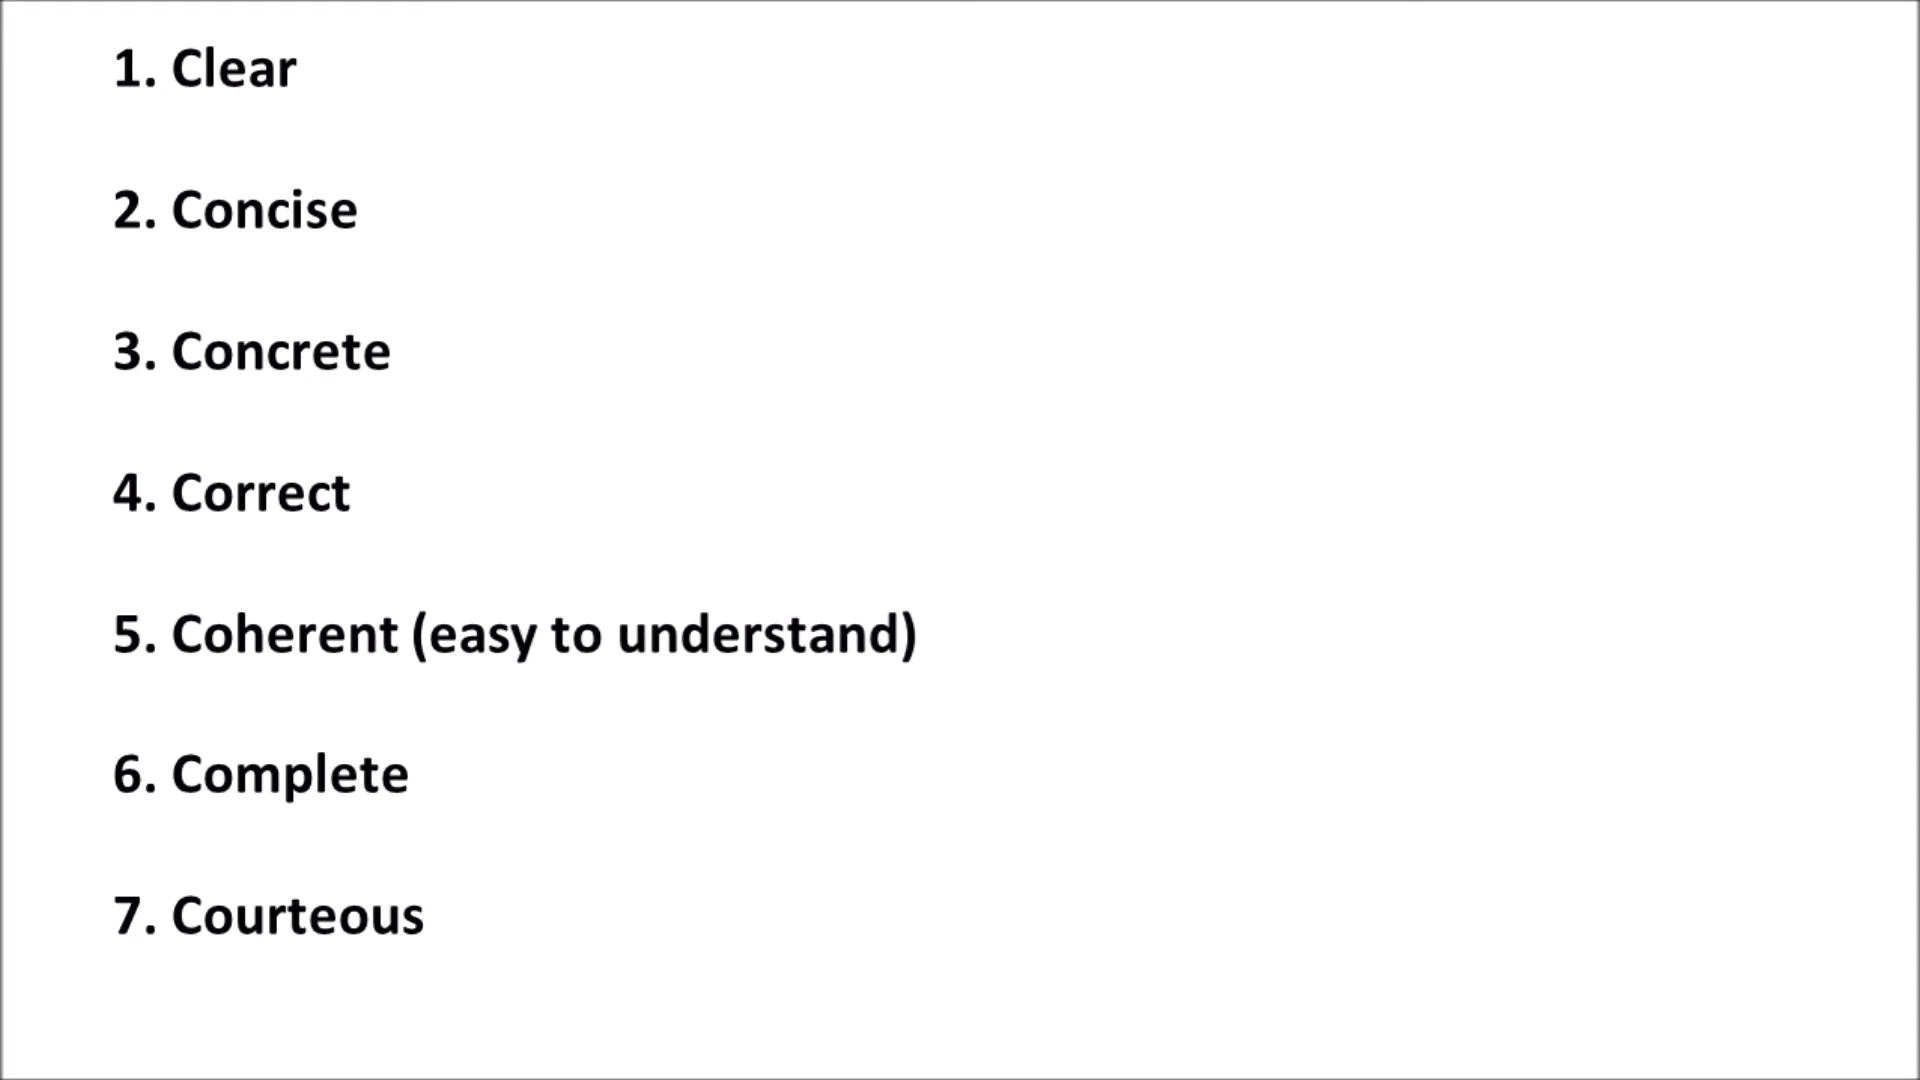 1. Clear
2. Concise
3. Concrete
4. Correct
5. Coherent (easy to understand)
6. Complete
7. Courteous